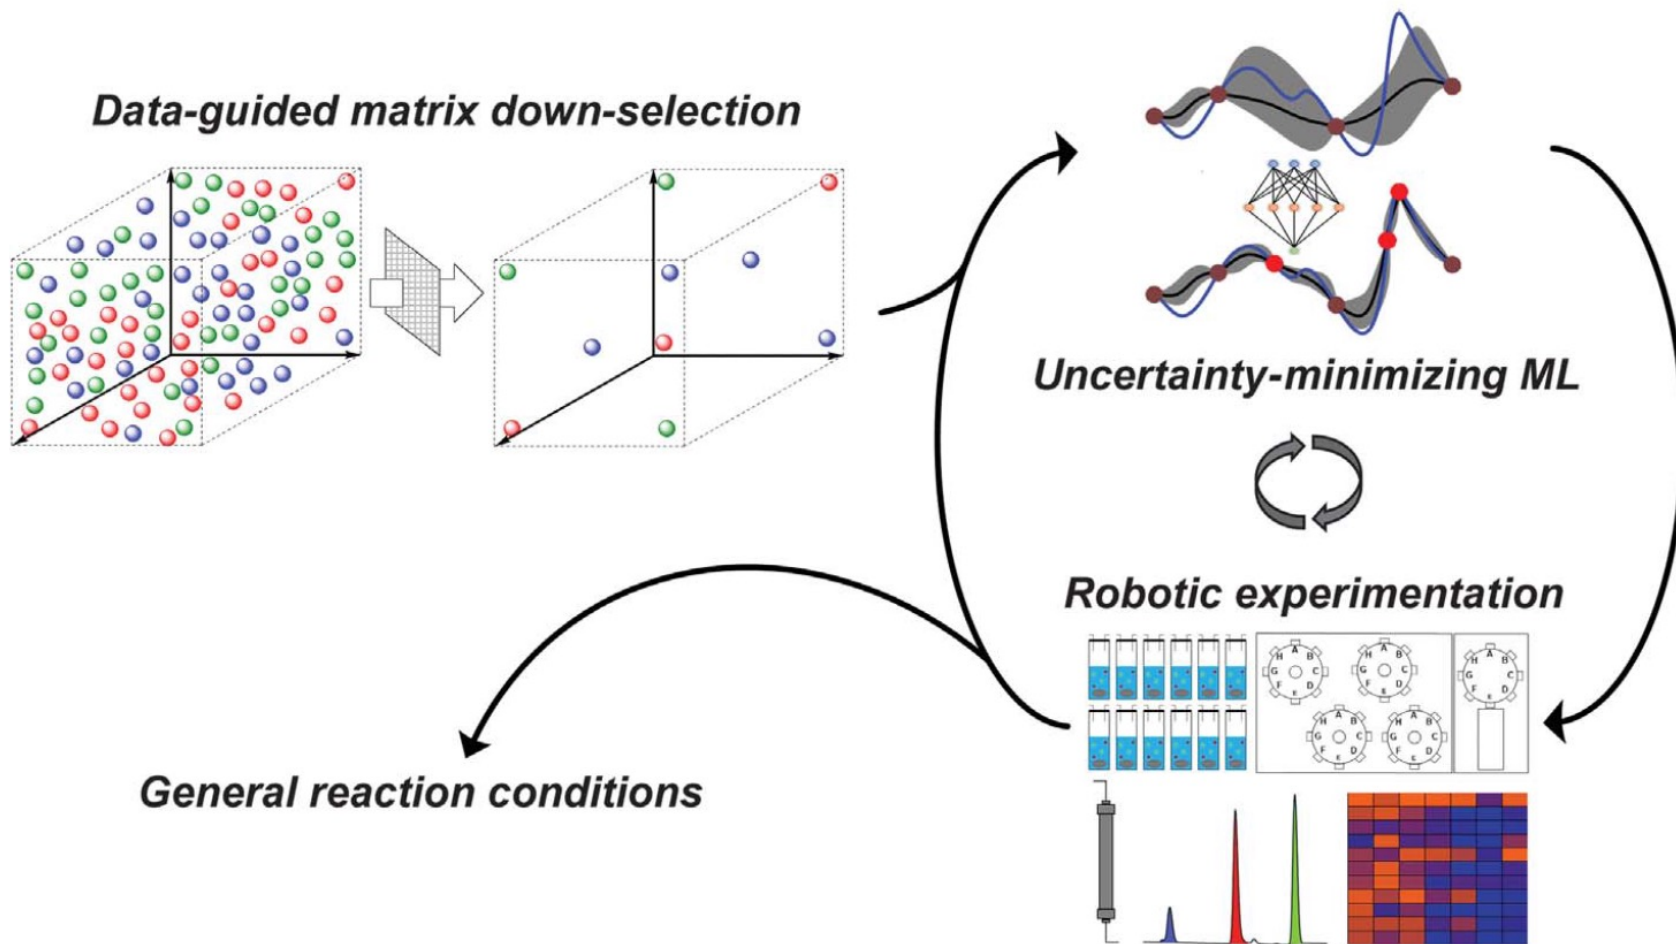 Data-guided matrix down-selection
Uncertainty-minimizing ML
Robotic experimentation
A
B
C
D
E
F
G
H
A
B
C
D
E
F
G
H
A
B
C
D
E
F
G
H
A
B
C
D
E
F
G
H
A
B
C
D
E
F
G
H
General reaction conditions